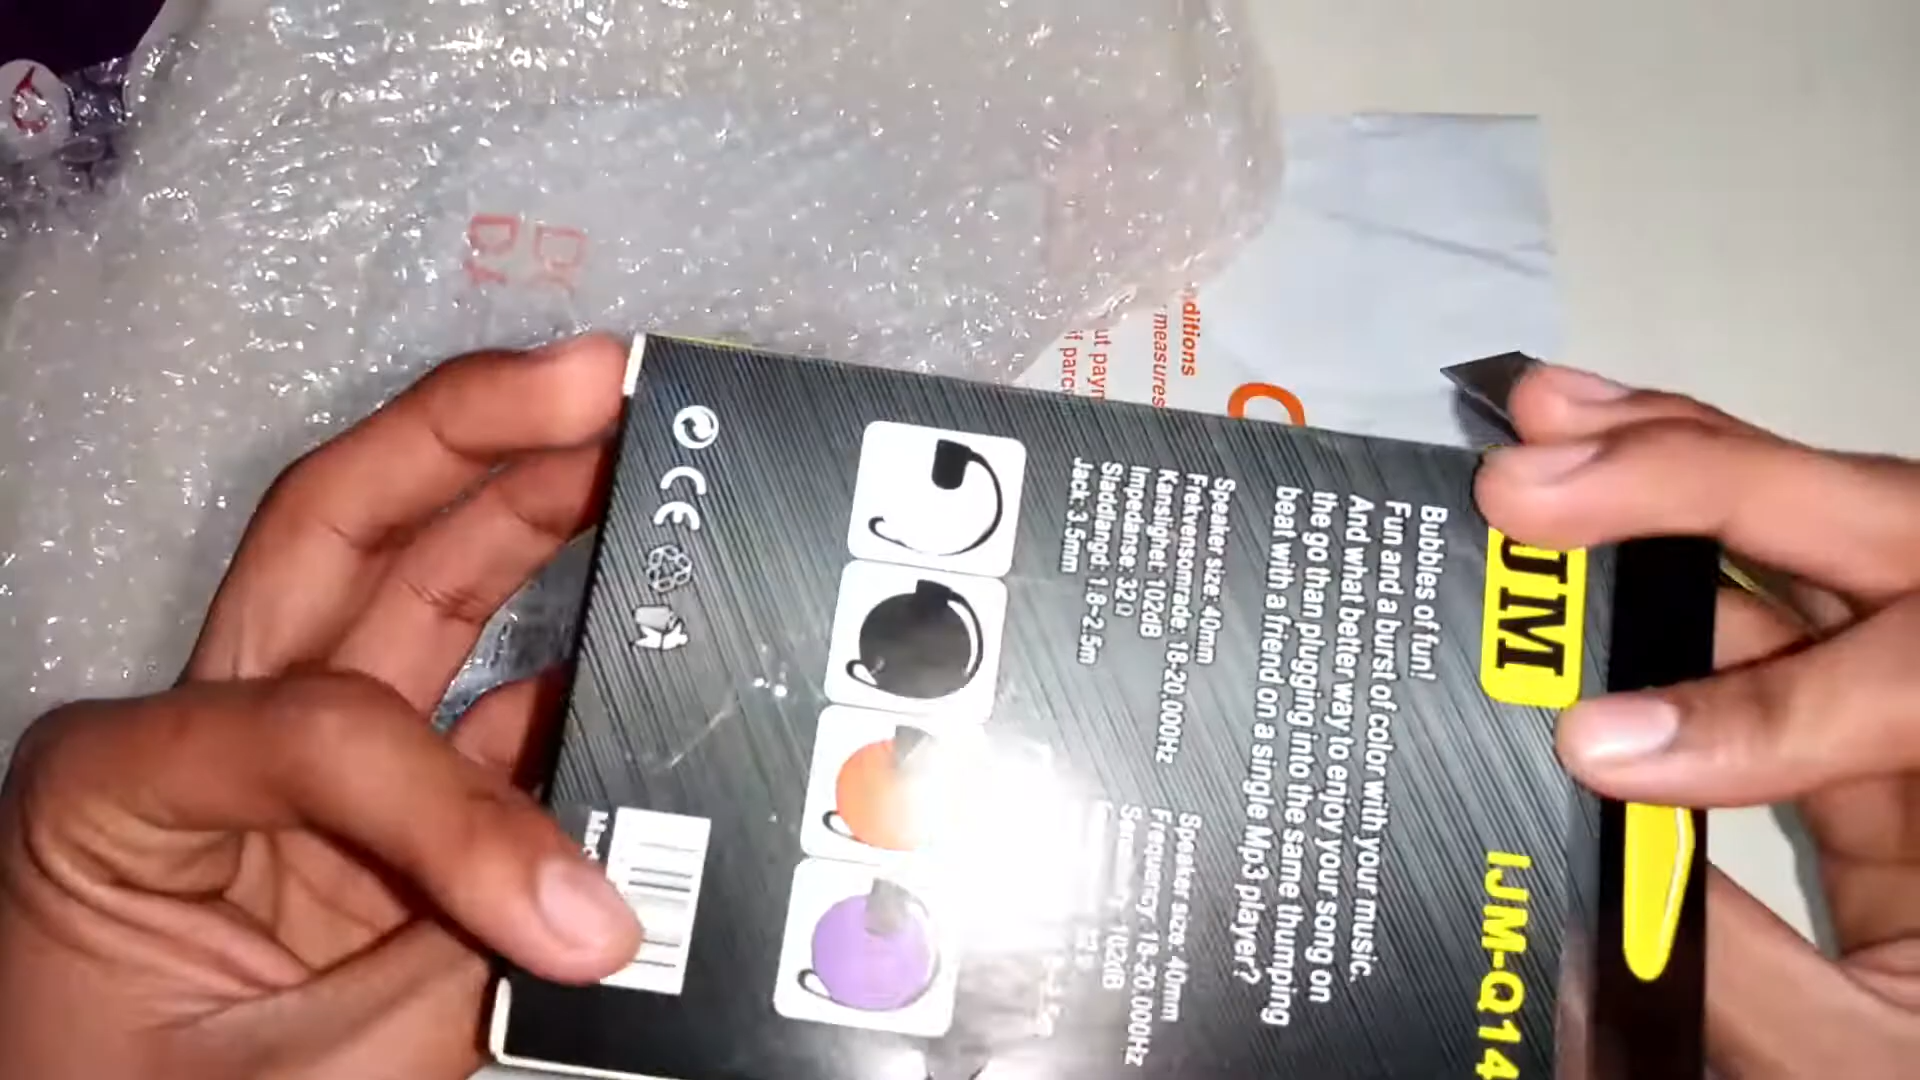 IJM-Q14
Bubbles of fun!
Fun and a burst of color with your music.
And what better way to enjoy your song on
the go than plugging into the same thumping
beat with a friend on a single Mp3 player?
Speaker size: 40mm
Frekvensomrade: 18-20.000Hz
Kanslighet: 102dB
Impedanse: 32Ω
Sladdlangd: 1.8~2.5m
Jack: 3.5mm
Speaker size: 40mm
Frequency: 18-20.000Hz
102dB
CE
nditions
measures
if parc